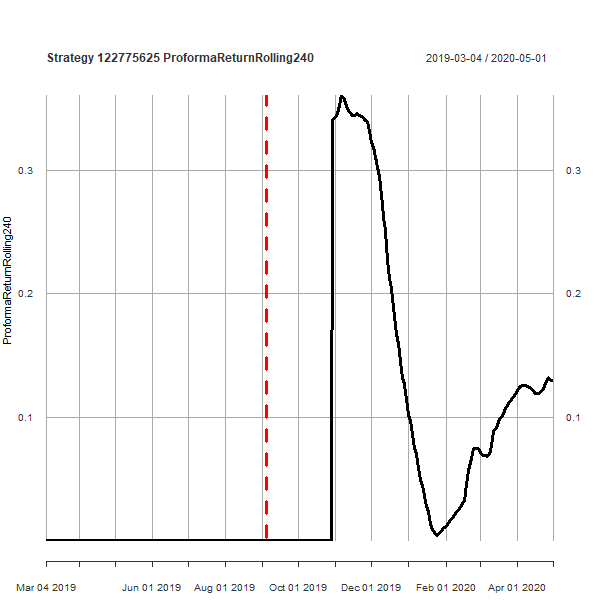 Strategy 122775625 ProformaReturnRolling240
2019-03-04 / 2020-05-01
ProformaReturnRolling240
0.3
0.3
0.2
0.2
0.1
0.1
Mar 04 2019
Jun 01 2019
Aug 01 2019
Oct 01 2019
Dec 01 2019
Feb 01 2020
Apr 01 2020